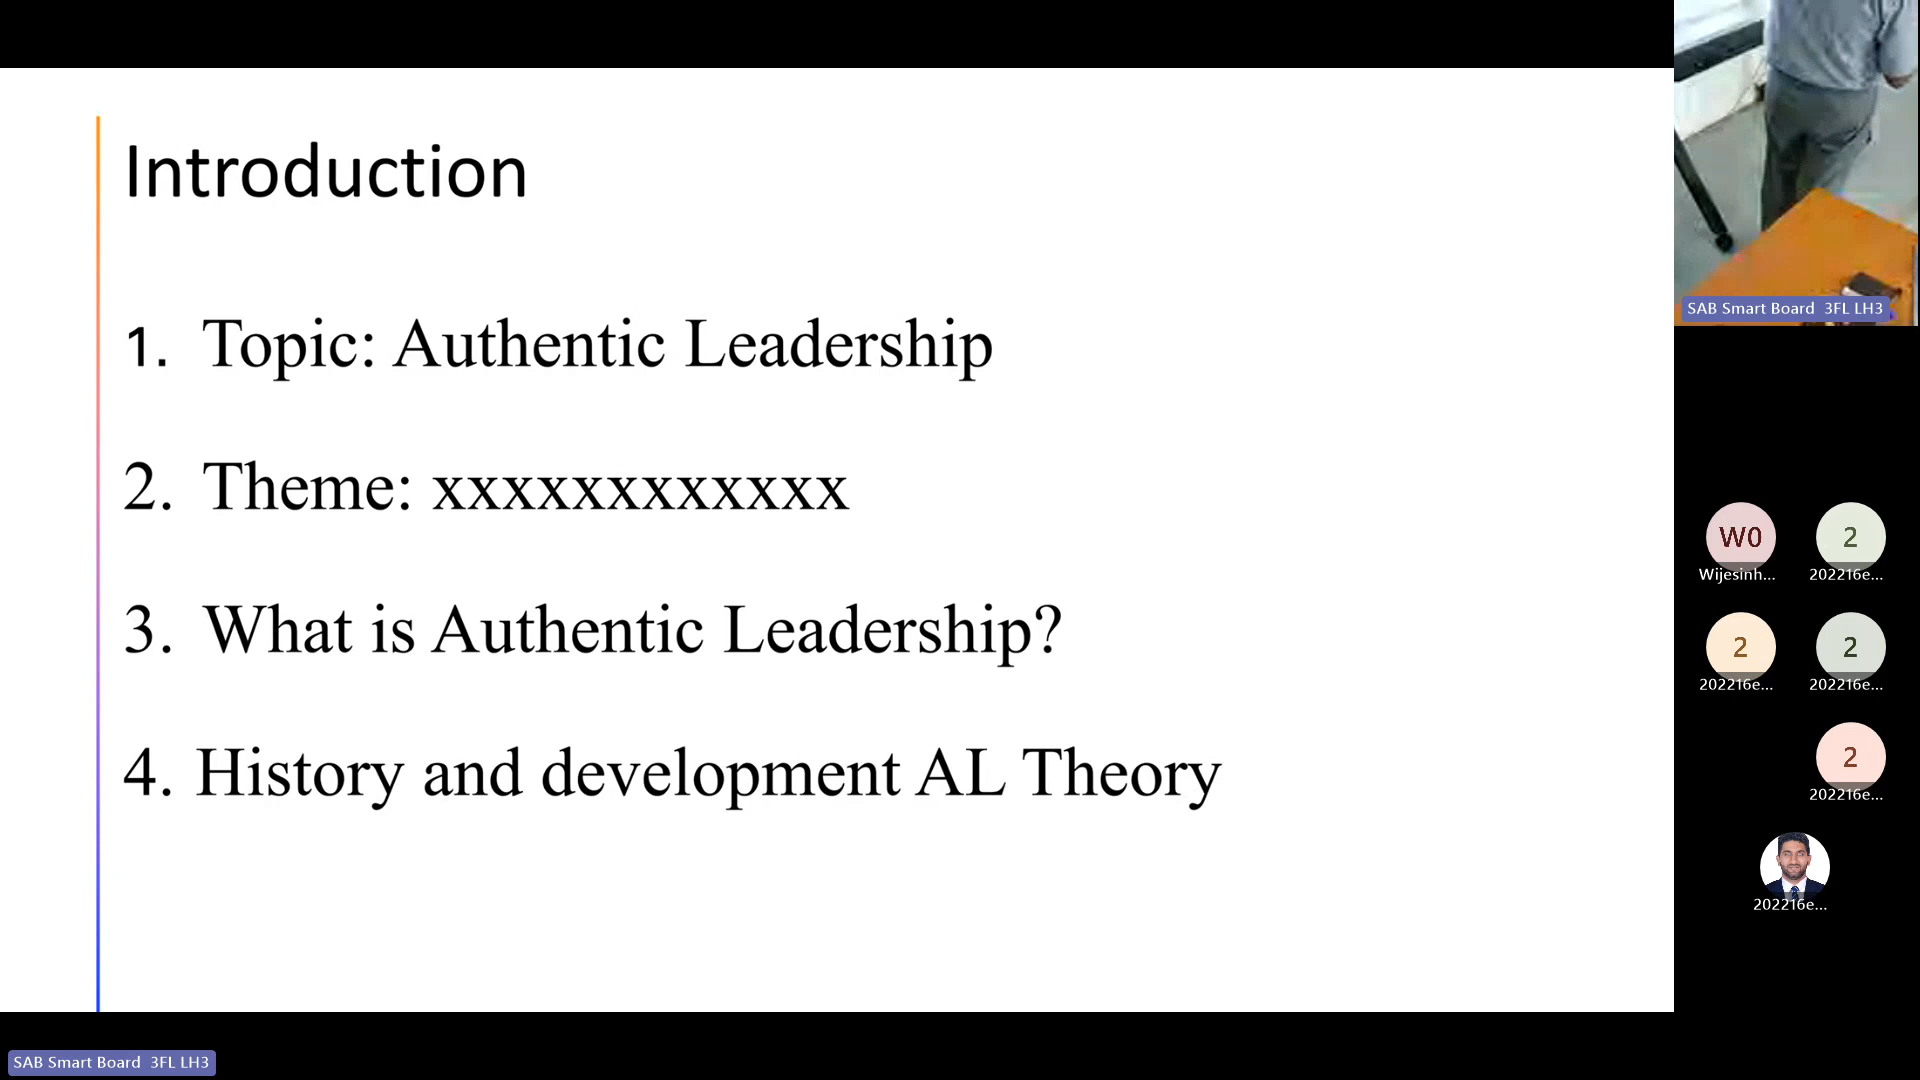 Introduction
1. Topic: Authentic Leadership
2. Theme: xxxxxxxxxxxx
3. What is Authentic Leadership?
4. History and development AL Theory
SAB Smart Board 3FL LH3
SAB Smart Board 3FL LH3
W0
Wijesinh...
2
202216e...
2
202216e...
2
202216e...
2
202216e...
202216e...